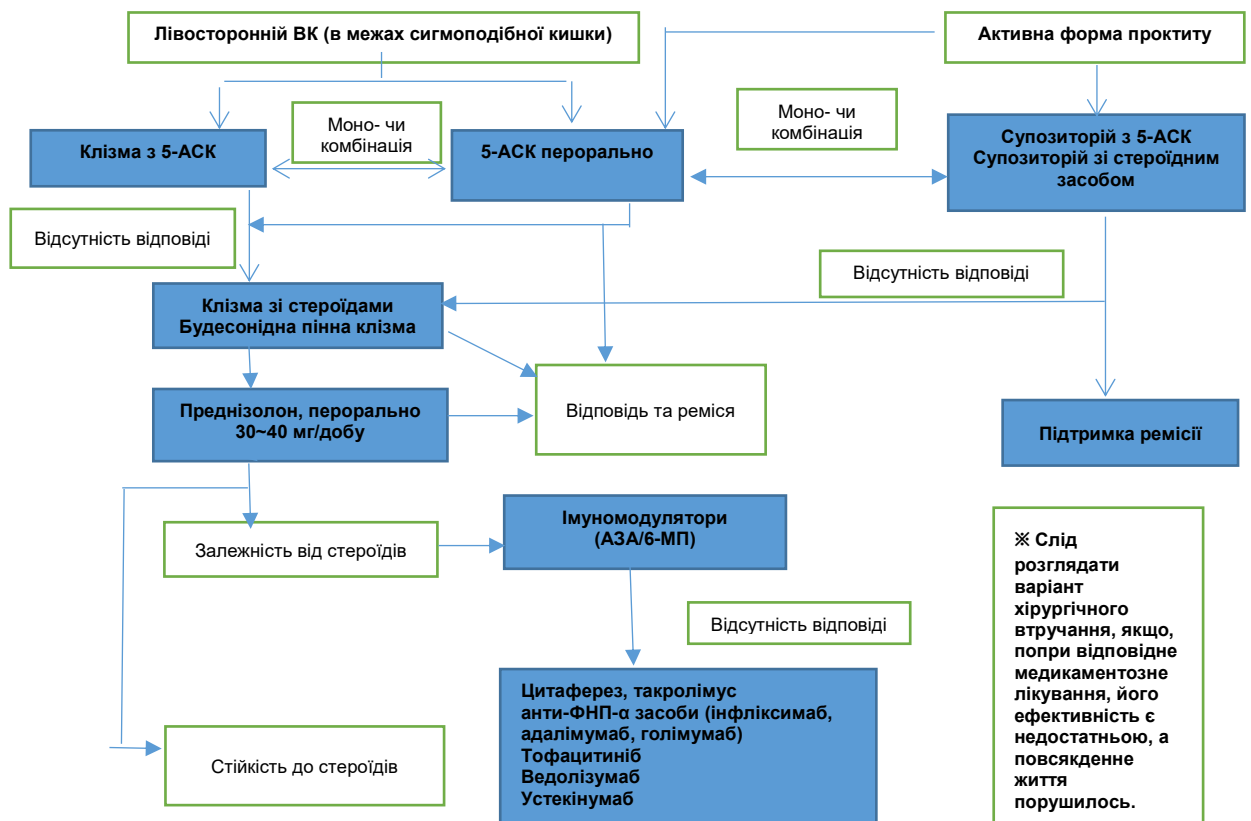 Лівосторонній ВК (в межах сигмоподібної кишки)
Активна форма проктиту
Моно- чи
комбінація
Моно- чи
комбінація
Клізма з 5-АСК
5-АСК перорально
Супозиторій з 5-АСК
Супозиторій зі стероїдним
засобом
Відсутність відповіді
Відсутність відповіді
Клізма зі стероїдами
Будесонідна пінна клізма
Преднізолон, перорально
30~40 мг/добу
Відповідь та реміся
Підтримка ремісії
Залежність від стероїдів
Імуномодулятори
(АЗА/6-МП)
Відсутність відповіді
Стійкість до стероїдів
Цитаферез, такролімус
анти-ФНП-α засоби (інфліксимаб,
адалімумаб, голімумаб)
Тофацитиніб
Ведолізумаб
Устекінумаб
※ Слід
розглядати
варіант
хірургічного
втручання, якщо,
попри відповідне
медикаментозне
лікування, його
ефективність є
недостатньою, а
повсякденне
життя
порушилось.